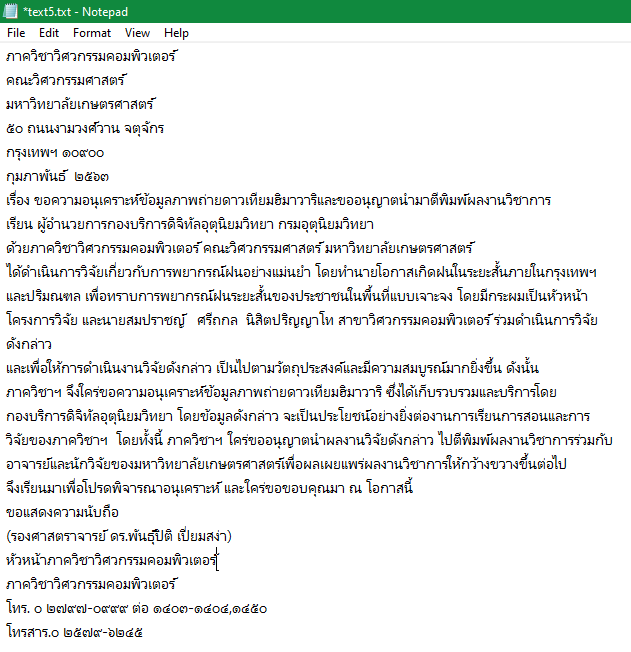 *text5.txt - Notepad
File Edit Format View Help
ภาควิชาวิศวกรรมคอมพิวเตอร์
คณะวิศวกรรมศาสตร์
มหาวิทยาลัยเกษตรศาสตร์
๕๐ ถนนงามวงศ์วาน จตุจักร
กรุงเทพฯ ๑๐๙๐๐
กุมภาพันธ์ ๒๕๖๓
เรื่อง ขอความอนุเคราะห์ข้อมูลภาพถ่ายดาวเทียมฮิมาวาริและขออนุญาตนำมาตีพิมพ์ผลงานวิชาการ
เรียน ผู้อำนวยการกองบริการดิจิทัลอุตุนิยมวิทยา กรมอุตุนิยมวิทยา
ด้วยภาควิชาวิศวกรรมคอมพิวเตอร์ คณะวิศวกรรมศาสตร์ มหาวิทยาลัยเกษตรศาสตร์
ได้ดำเนินการวิจัยเกี่ยวกับการพยากรณ์ฝนอย่างแม่นยำ โดยทำนายโอกาสเกิดฝนในระยะสั้นภายในกรุงเทพฯ
และปริมณฑล เพื่อทราบการพยากรณ์ฝนระยะสั้นของประชาชนในพื้นที่แบบเจาะจง โดยมีกระผมเป็นหัวหน้า
โครงการวิจัย และนายสมปราชญ์ ศรีถกล นิสิตปริญญาโท สาขาวิศวกรรมคอมพิวเตอร์ ร่วมดำเนินการวิจัย
ดังกล่าว
และเพื่อให้การดำเนินงานวิจัยดังกล่าว เป็นไปตามวัตถุประสงค์และมีความสมบูรณ์มากยิ่งขึ้น ดังนั้น
ภาควิชาฯ จึงใคร่ขอความอนุเคราะห์ข้อมูลภาพถ่ายดาวเทียมฮิมาวาริ ซึ่งได้เก็บรวบรวมและบริการโดย
กองบริการดิจิทัลอุตุนิยมวิทยา โดยข้อมูลดังกล่าว จะเป็นประโยชน์อย่างยิ่งต่องานการเรียนการสอนและการ
วิจัยของภาควิชาฯ โดยทั้งนี้ ภาควิชาฯ ใคร่ขออนุญาตนำผลงานวิจัยดังกล่าว ไปตีพิมพ์ผลงานวิชาการร่วมกับ
อาจารย์และนักวิจัยของมหาวิทยาลัยเกษตรศาสตร์เพื่อผลเผยแพร่ผลงานวิชาการให้กว้างขวางขึ้นต่อไป
จึงเรียนมาเพื่อโปรดพิจารณาอนุเคราะห์ และใคร่ขอขอบคุณมา ณ โอกาสนี้
ขอแสดงความนับถือ
(รองศาสตราจารย์ ดร.พันธุ์ปิติ เปี่ยมสง่า)
หัวหน้าภาควิชาวิศวกรรมคอมพิวเตอร์
ภาควิชาวิศวกรรมคอมพิวเตอร์
โทร. ๐ ๒๗๙๗-๐๙๙๙ ต่อ ๑๔๐๓-๑๔๐๔,๑๔๕๐
โทรสาร.๐ ๒๕๗๙-๖๒๔๕